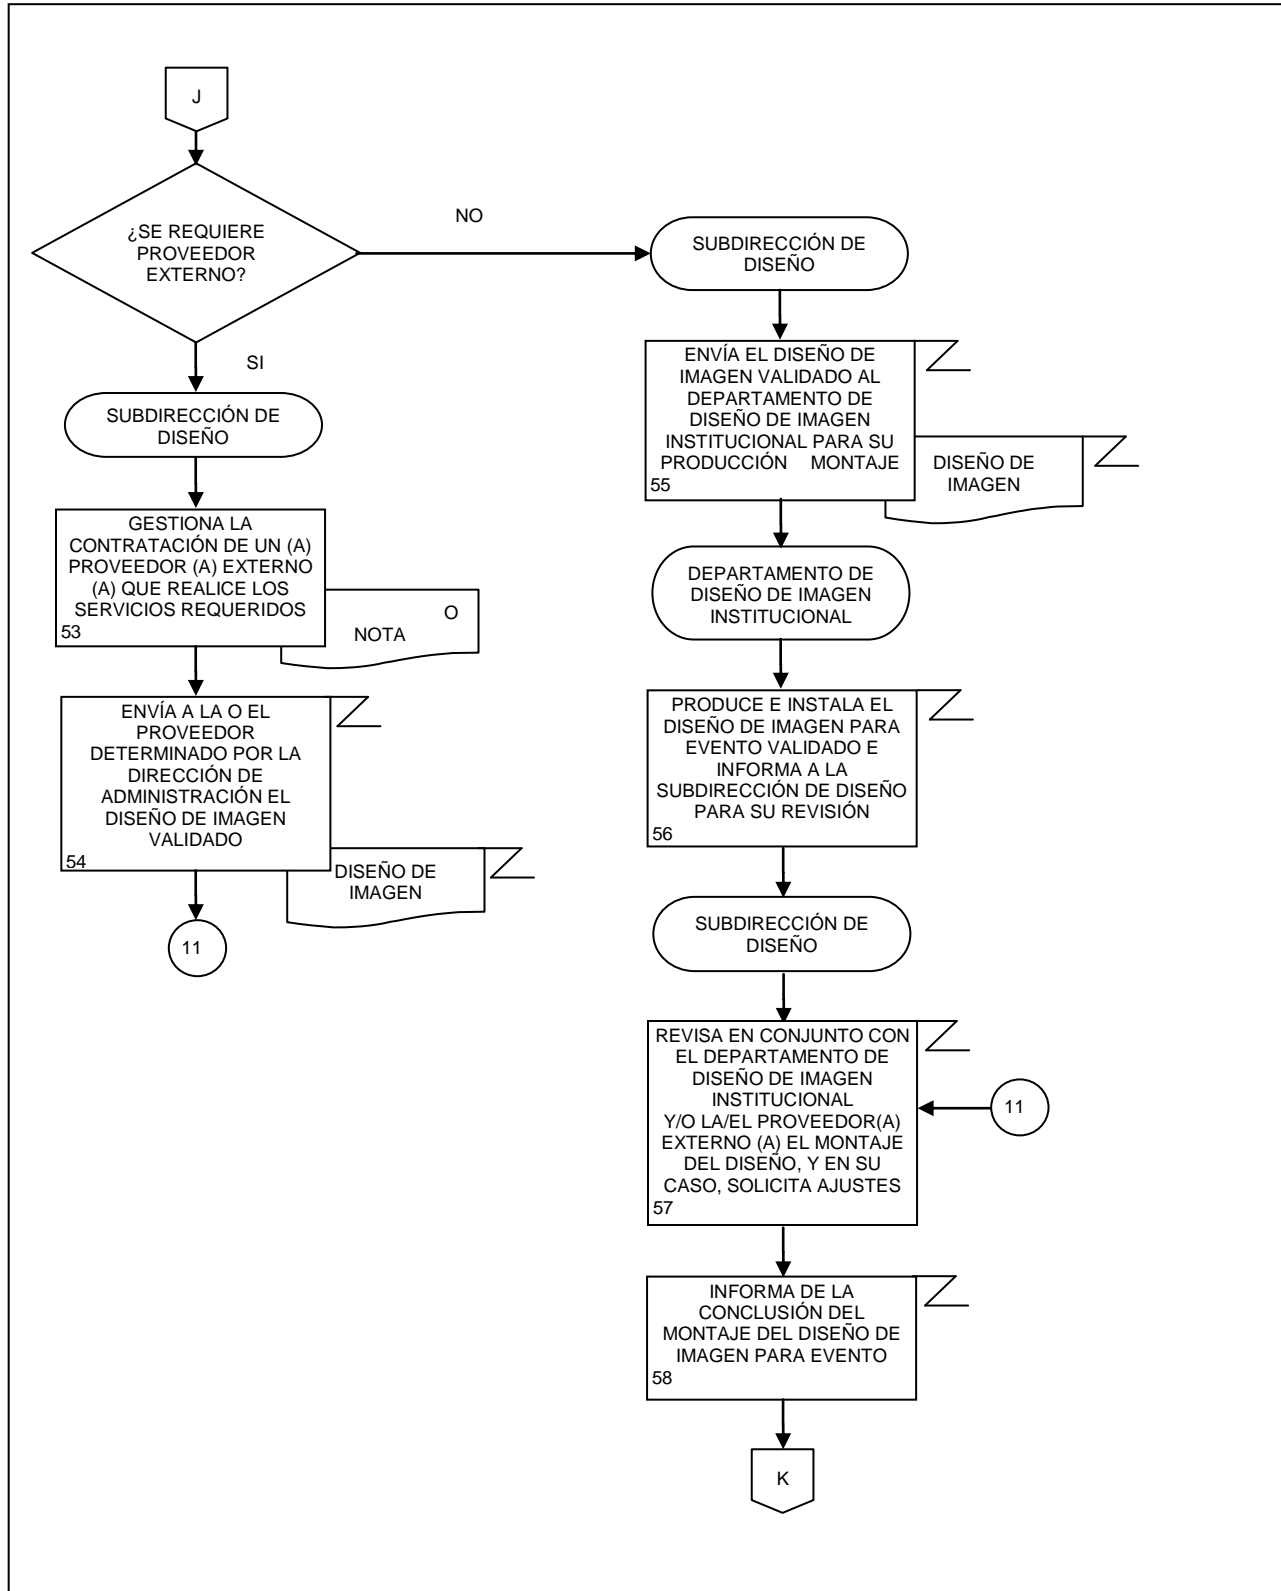 J
¿SE REQUIERE
PROVEEDOR
EXTERNO?
NO
SI
SUBDIRECCIÓN DE
DISEÑO
GESTIONA LA
CONTRATACIÓN DE UN (A)
PROVEEDOR (A) EXTERNO
(A) QUE REALICE LOS
SERVICIOS REQUERIDOS
53
O
NOTA
ENVÍA A LA O EL
PROVEEDOR
DETERMINADO POR LA
DIRECCIÓN DE
ADMINISTRACIÓN EL
DISEÑO DE IMAGEN
VALIDADO
54
DISEÑO DE
IMAGEN
11
SUBDIRECCIÓN DE
DISEÑO
ENVÍA EL DISEÑO DE
IMAGEN VALIDADO AL
DEPARTAMENTO DE
DISEÑO DE IMAGEN
INSTITUCIONAL PARA SU
PRODUCCIÓN MONTAJE
55
DISEÑO DE
IMAGEN
DEPARTAMENTO DE
DISEÑO DE IMAGEN
INSTITUCIONAL
PRODUCE E INSTALA EL
DISEÑO DE IMAGEN PARA
EVENTO VALIDADO E
INFORMA A LA
SUBDIRECCIÓN DE DISEÑO
PARA SU REVISIÓN
56
SUBDIRECCIÓN DE
DISEÑO
REVISA EN CONJUNTO CON
EL DEPARTAMENTO DE
DISEÑO DE IMAGEN
INSTITUCIONAL
Y/O LA/EL PROVEEDOR(A)
EXTERNO (A) EL MONTAJE
DEL DISEÑO, Y EN SU
CASO, SOLICITA AJUSTES
57
11
INFORMA DE LA
CONCLUSIÓN DEL
MONTAJE DEL DISEÑO DE
IMAGEN PARA EVENTO
58
K